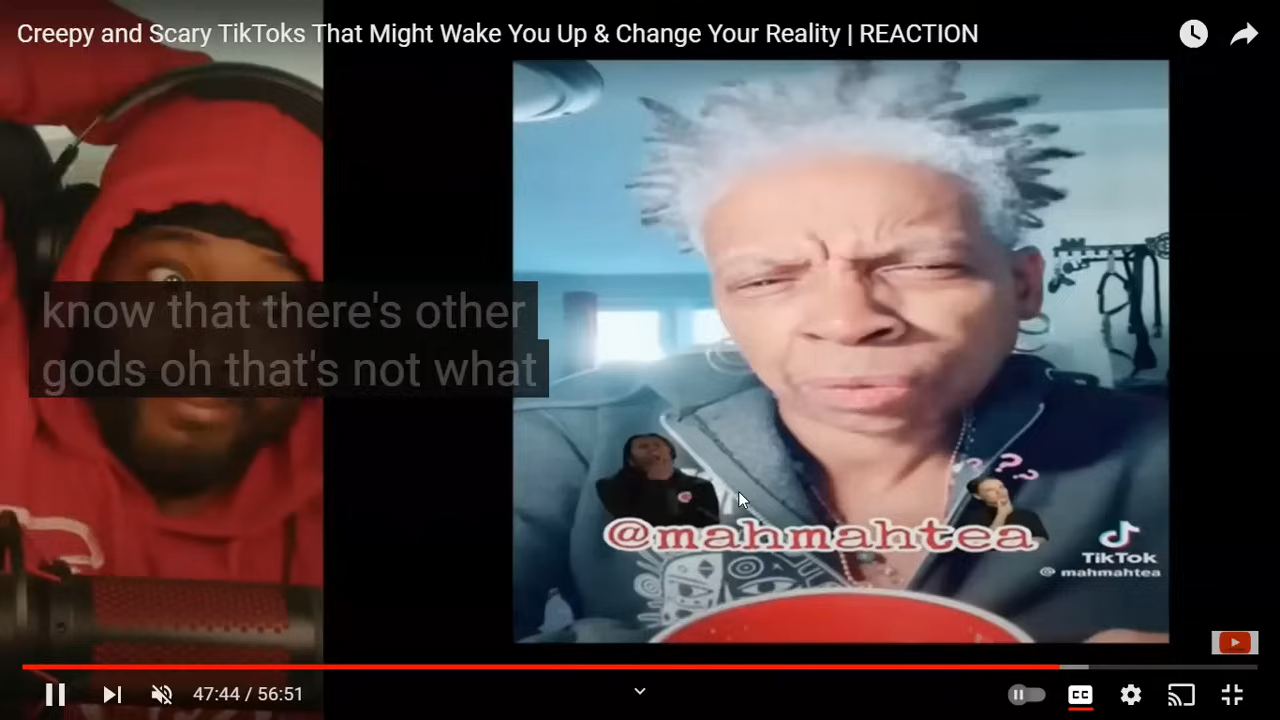 Creepy and Scary TikToks That Might Wake You Up & Change Your Reality | REACTION
know that there's other
gods oh that's not what
? ? ?
@mahmahtea
TikTok
@ mahmahtea
47:44 / 56:51
CC